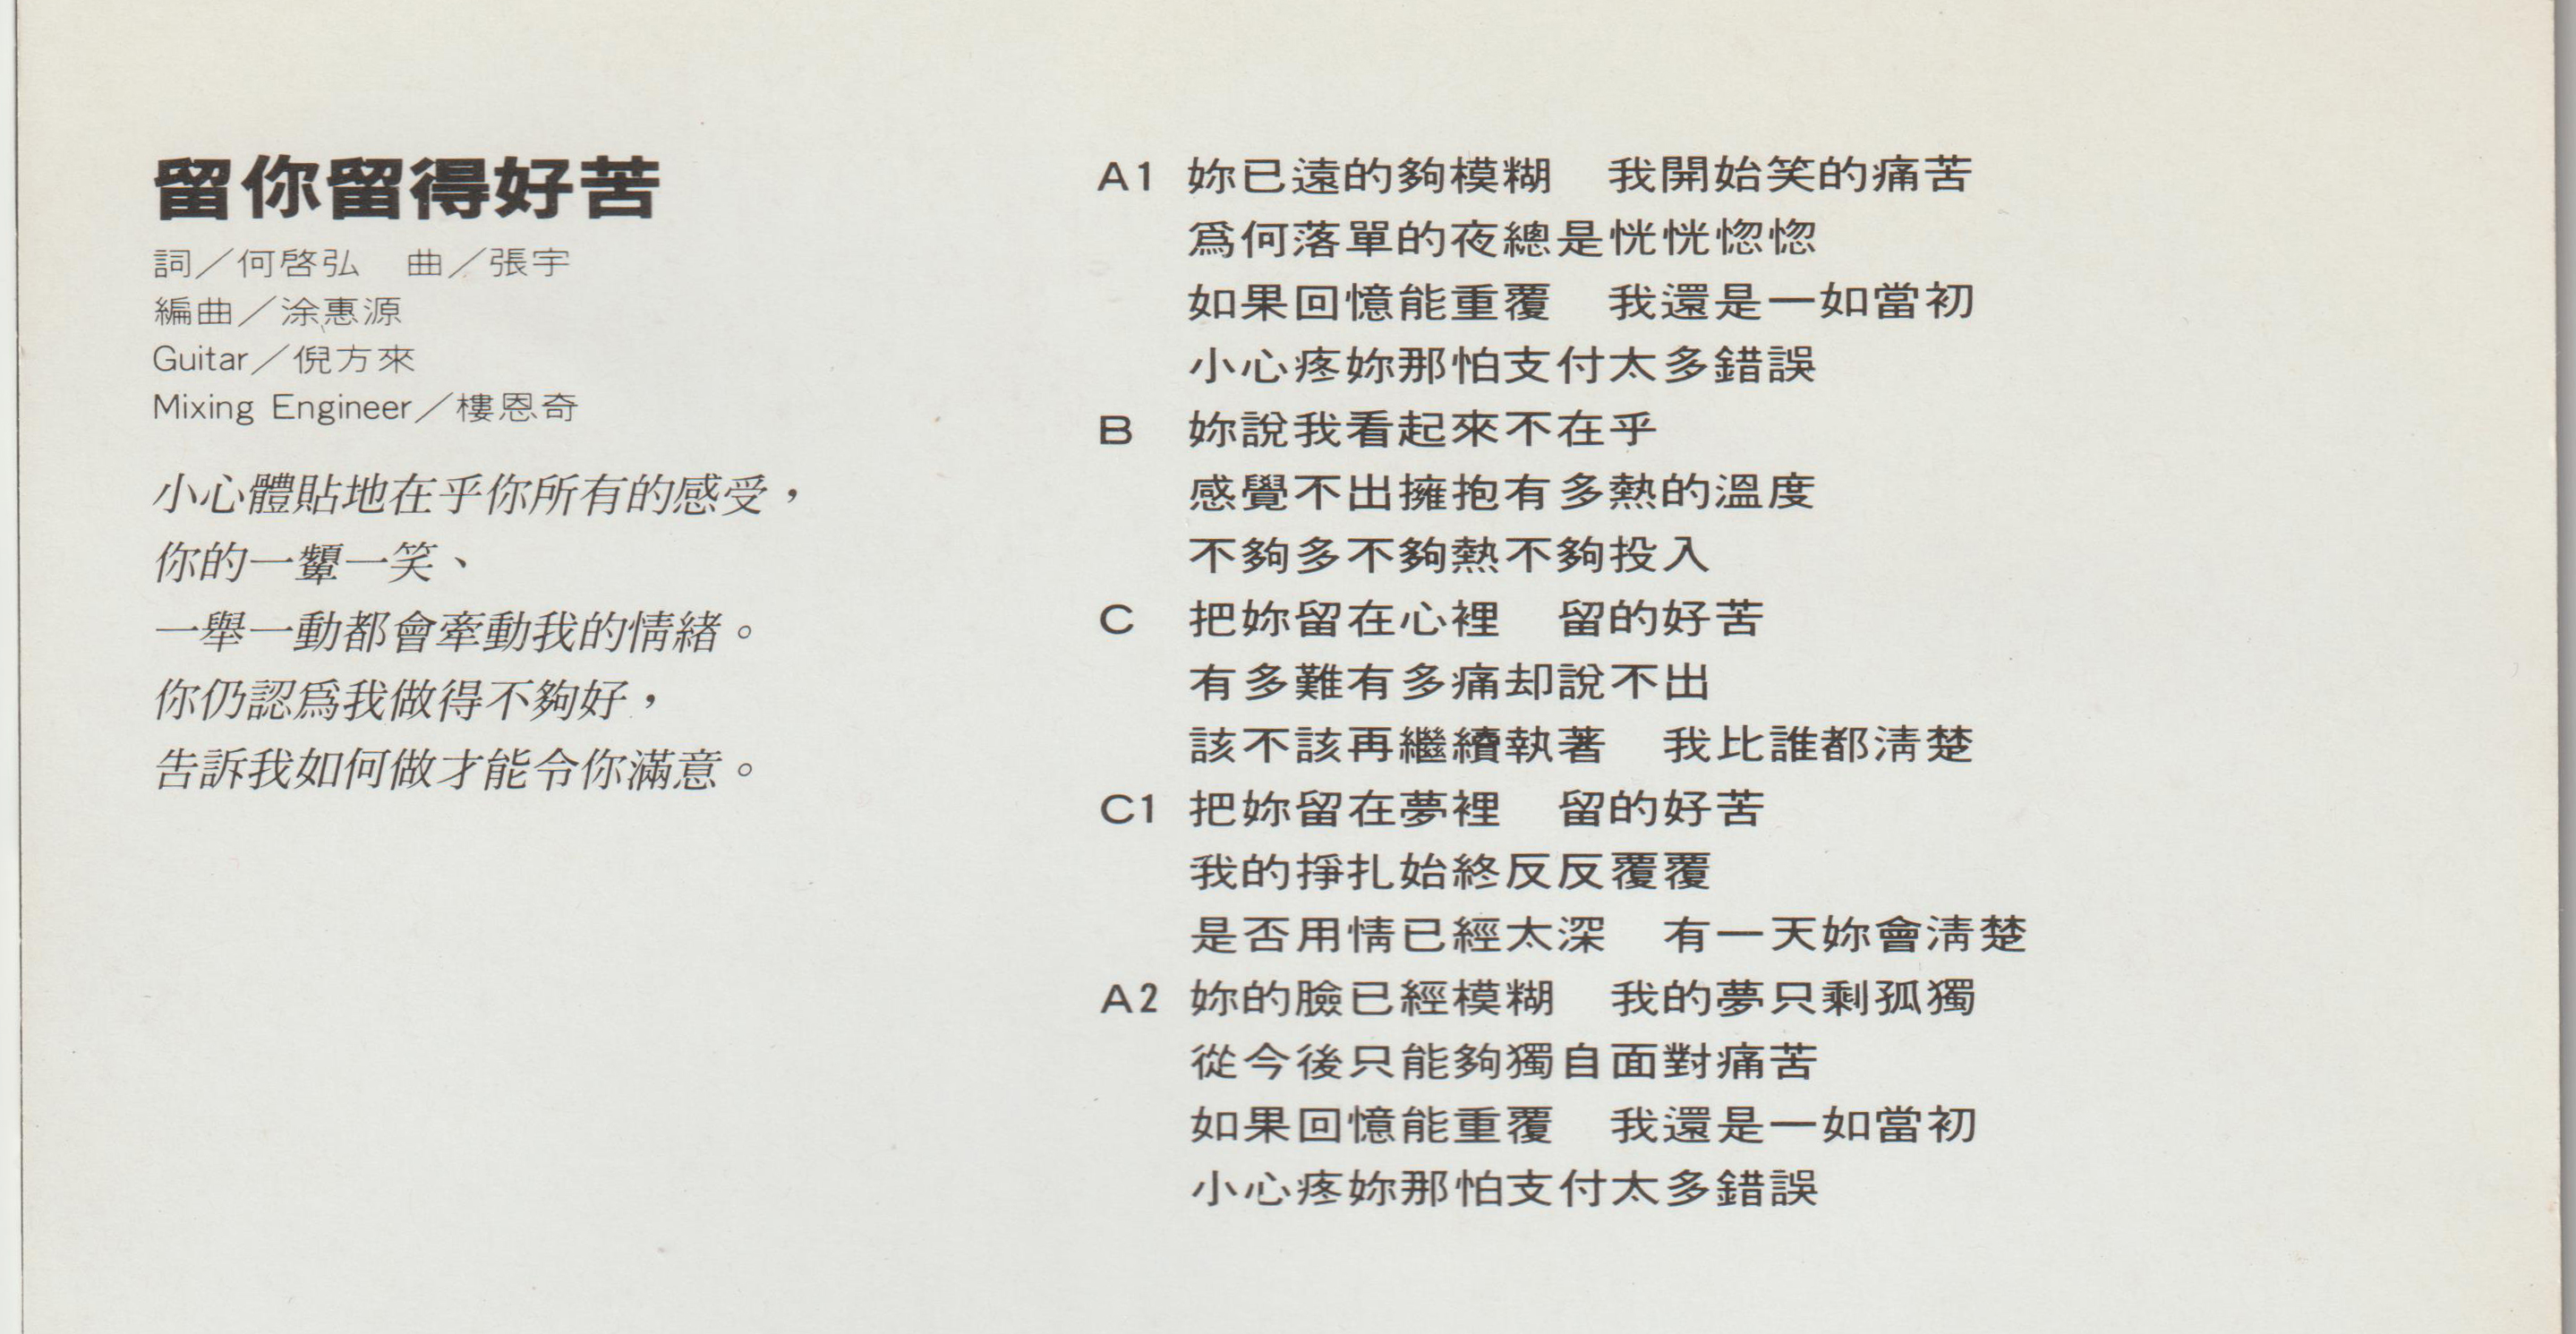 留你留得好苦
詞／何啓弘　曲／張宇
編曲／涂惠源
Guitar／倪方來
Mixing Engineer／樓恩奇
小心體貼地在乎你所有的感受，
你的一顰一笑、
一舉一動都會牽動我的情緒。
你仍認爲我做得不夠好，
告訴我如何做才能令你滿意。
A1 妳已遠的夠模糊　我開始笑的痛苦
爲何落單的夜總是恍恍惚惚
如果回憶能重覆　我還是一如當初
小心疼妳那怕支付太多錯誤
B 妳說我看起來不在乎
感覺不出擁抱有多熱的溫度
不夠多不夠熱不夠投入
C 把妳留在心裡　留的好苦
有多難有多痛却說不出
該不該再繼續執著　我比誰都清楚
C1 把妳留在夢裡　留的好苦
我的掙扎始終反反覆覆
是否用情已經太深　有一天妳會清楚
A2 妳的臉已經模糊　我的夢只剩孤獨
從今後只能夠獨自面對痛苦
如果回憶能重覆　我還是一如當初
小心疼妳那怕支付太多錯誤